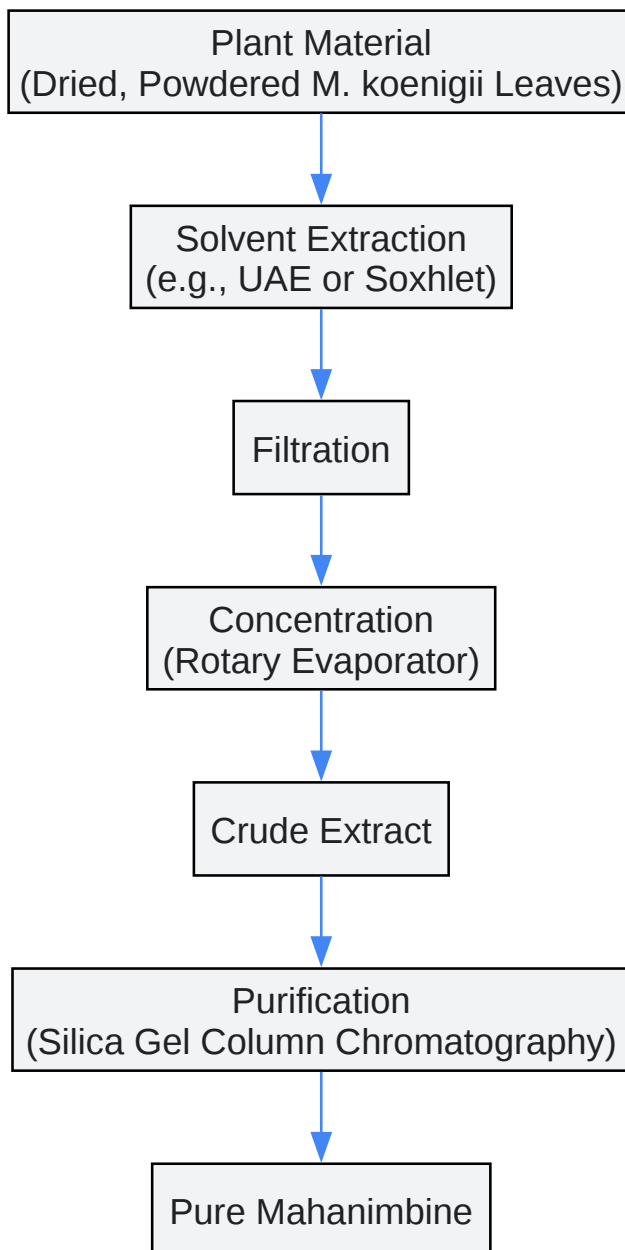 Plant Material
(Dried, Powdered M. koenigii Leaves)
Solvent Extraction
(e.g., UAE or Soxhlet)
Filtration
Concentration
(Rotary Evaporator)
Crude Extract
Purification
(Silica Gel Column Chromatography)
Pure Mahanimbine